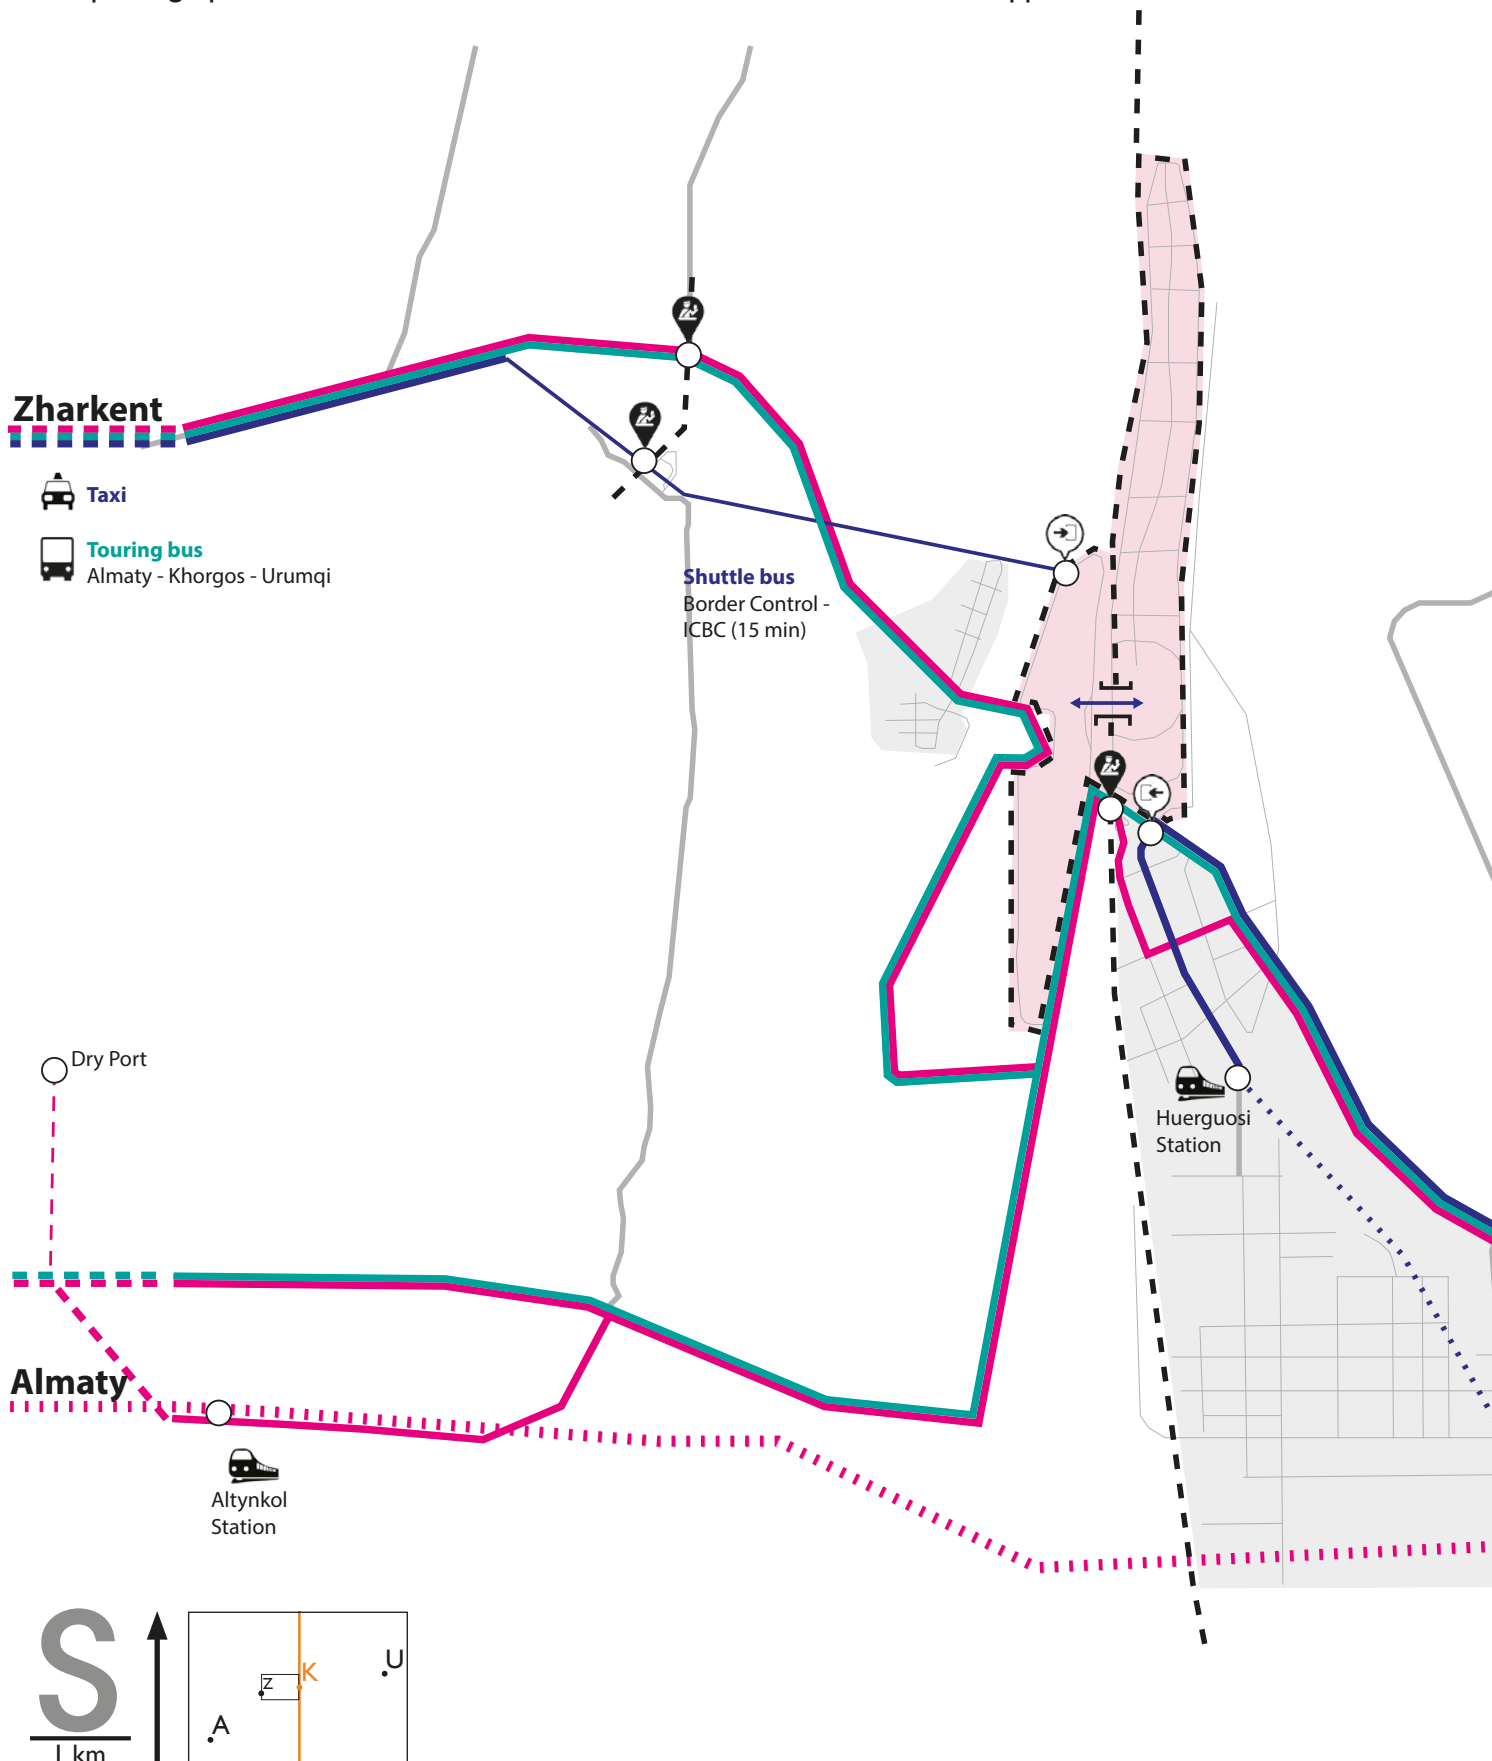 Zharkent
Taxi
Touring bus
Almaty - Khorgos - Urumqi
Shuttle bus
Border Control -
ICBC (15 min)
Dry Port
Huerguosi
Station
Almaty
Altynkol
Station
S
1 km
K
U
Z
A